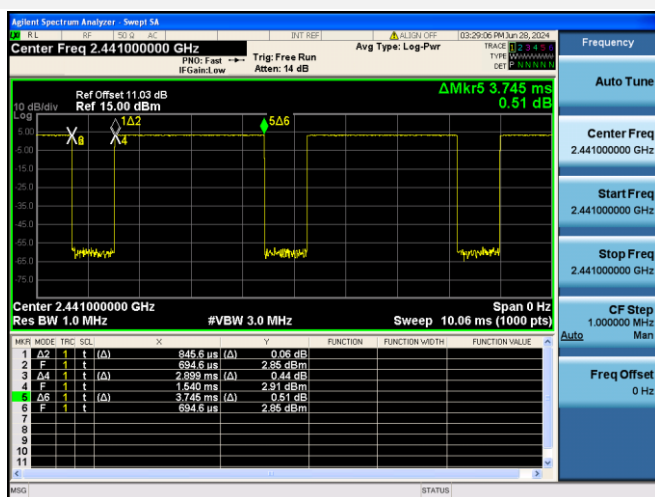 Agilent Spectrum Analyzer - Swept SA
RL RF 50 Ω AC INT REF ALIGN OFF 03:29:06 PM Jun 28, 2024
Center Freq 2.441000000 GHz
PNO: Fast
IFGain:Low
Trig: Free Run
Atten: 14 dB
Avg Type: Log-Pwr
TRACE 1 2 3 4 5 6
TYPE WWWWWW
DET P N N N N N
Ref Offset 11.03 dB
10 dB/div Ref 15.00 dBm
ΔMkr5 3.745 ms
0.51 dB
Log
1Δ2
5Δ6
X4
5.00
-5.00
-15.0
-25.0
-35.0
-45.0
-55.0
-65.0
-75.0
Center 2.441000000 GHz Span 0 Hz
Res BW 1.0 MHz #VBW 3.0 MHz Sweep 10.06 ms (1000 pts)
MKR MODE TRC SCL X Y FUNCTION FUNCTION WIDTH FUNCTION VALUE
1 Δ2 1 t (Δ) 845.6 µs (Δ) 0.06 dB
2 F 1 t 694.6 µs 2.85 dBm
3 Δ4 1 t (Δ) 2.899 ms (Δ) 0.44 dB
4 F 1 t 1.540 ms 2.91 dBm
5 Δ6 1 t (Δ) 3.745 ms (Δ) 0.51 dB
6 F 1 t 694.6 µs 2.85 dBm
7
8
9
10
11
MSG STATUS
Frequency
Auto Tune
Center Freq
2.441000000 GHz
Start Freq
2.441000000 GHz
Stop Freq
2.441000000 GHz
CF Step
1.000000 MHz
Auto Man
Freq Offset
0 Hz